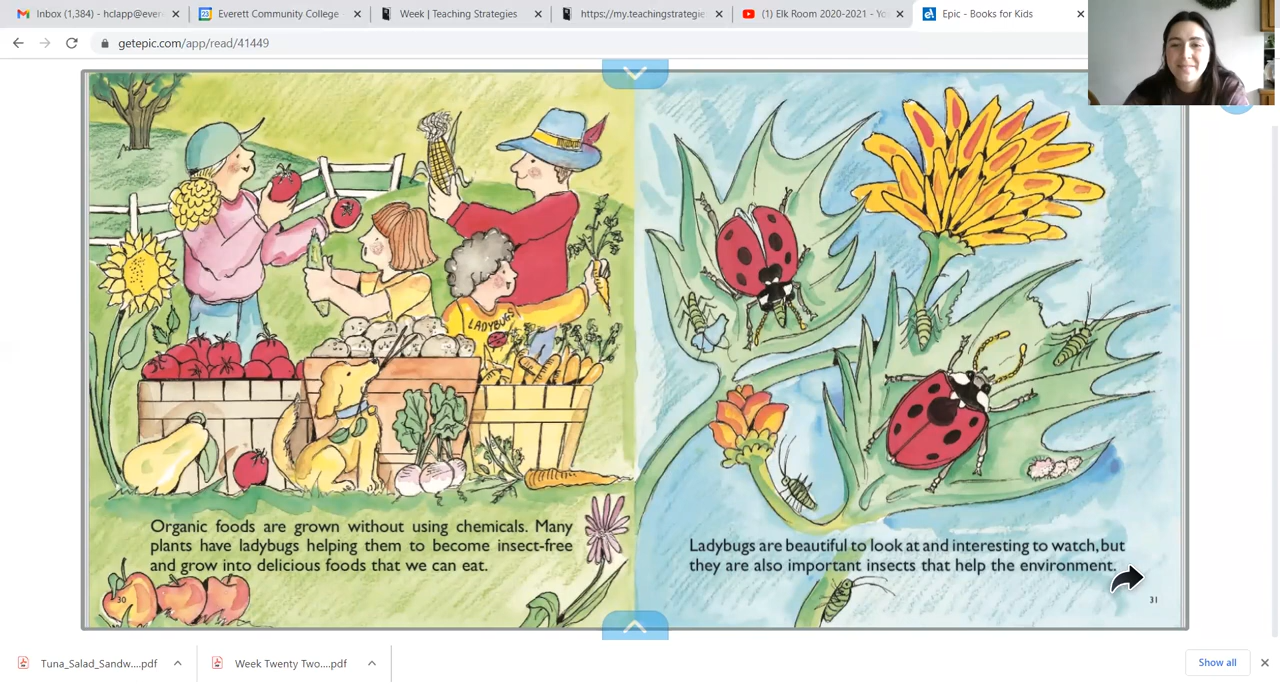 Inbox (1,384) - hclapp@ever
Everett Community College
Week | Teaching Strategies
https://my.teachingstrategie
(1) Elk Room 2020-2021 - Yo
Epic - Books for Kids
getepic.com/app/read/41449
LADYBUGS
Organic foods are grown without using chemicals. Many
plants have ladybugs helping them to become insect-free
and grow into delicious foods that we can eat.
30
Ladybugs are beautiful to look at and interesting to watch, but
they are also important insects that help the environment.
31
Tuna_Salad_Sandw....pdf
Week Twenty Two....pdf
Show all